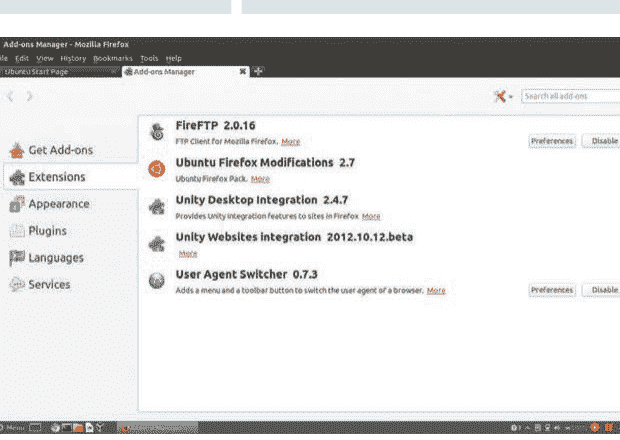 Add-ons Manager - Mozilla Firefox
ile Edit View History Bookmarks Tools Help
Ubuntu Start Page Add-ons Manager
Search all add-ons
FireFTP 2.0.16
FTP Client for Mozilla Firefox. More
Preferences Disable
Get Add-ons
Ubuntu Firefox Modifications 2.7
Ubuntu Firefox Pack. More
Extensions
Unity Desktop Integration 2.4.7
Provides Unity Integration features to sites in Firefox More
Appearance
Plugins
Unity Websites integration 2012.10.12.beta
More
Languages
User Agent Switcher 0.7.3
Adds a menu and a toolbar button to switch the user agent of a browser. More
Preferences Disable
Services
Menu